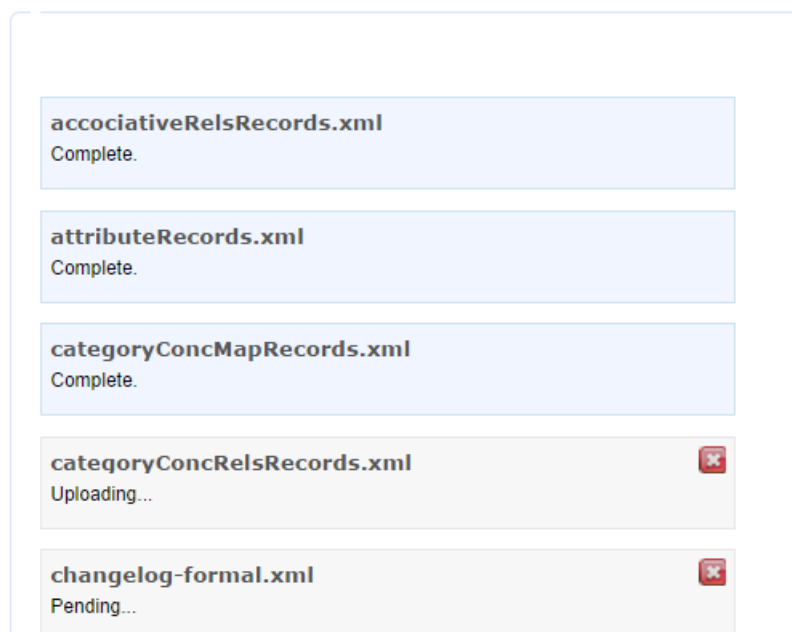 accociativeRelsRecords.xml
Complete.
attributeRecords.xml
Complete.
categoryConcMapRecords.xml
Complete.
categoryConcRelsRecords.xml
Uploading...
changelog-formal.xml
Pending...